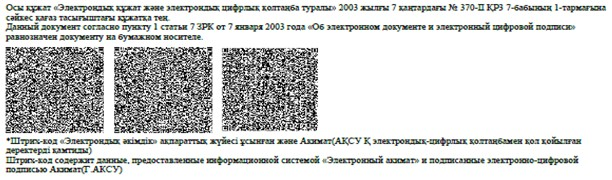 Осы құжат «Электрондық құжат және электрондық цифрлық қолтаңба туралы» 2003 жылғы 7 қаңтардағы № 370-II ҚРЗ 7-бабының 1-тармағына
сәйкес қағаз тасығыштағы құжатқа тең.
Данный документ согласно пункту 1 статьи 7 ЗРК от 7 января 2003 года «Об электронном документе и электронной цифровой подписи»
равнозначен документу на бумажном носителе.
*Штрих-код «Электрондық әкімдік» ақпараттық жүйесі ұсынған және Акимат(АҚСУ Қ электрондық-цифрлық қолтаңбамен қол қойылған
деректерді қамтиды)
Штрих-код содержит данные, предоставленные информационной системой «Электронный акимат» и подписанные электронно-цифровой
подписью Акимат(Г.АКСУ)